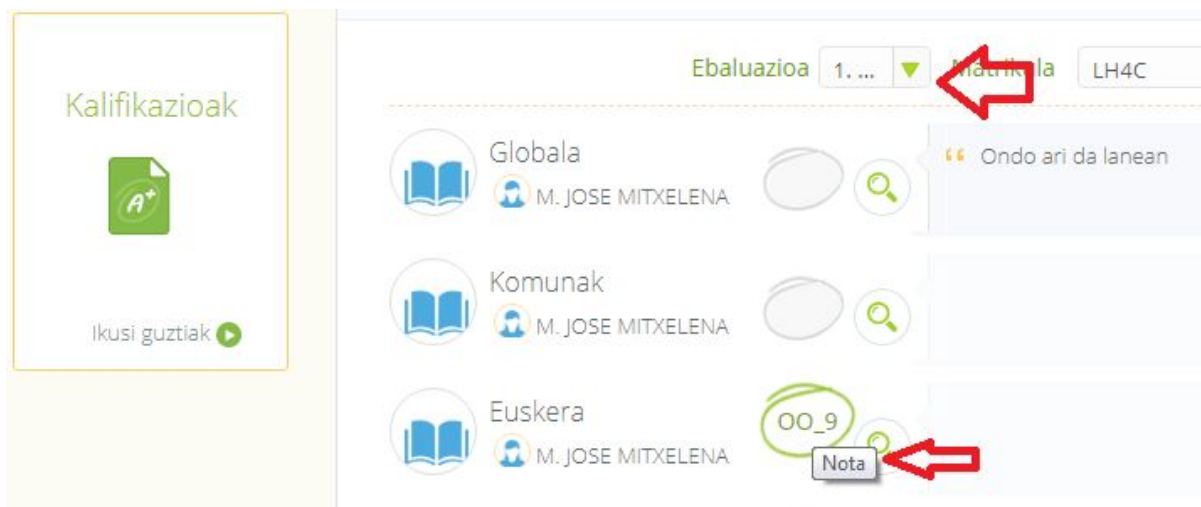 Kalifikazioak
A+
Ikusi guztiak
Ebaluazioa 1. ... Matrikula LH4C
Globala
M. JOSE MITXELENA
“ Ondo ari da lanean
Komunak
M. JOSE MITXELENA
Euskera
M. JOSE MITXELENA
OO_9
Nota